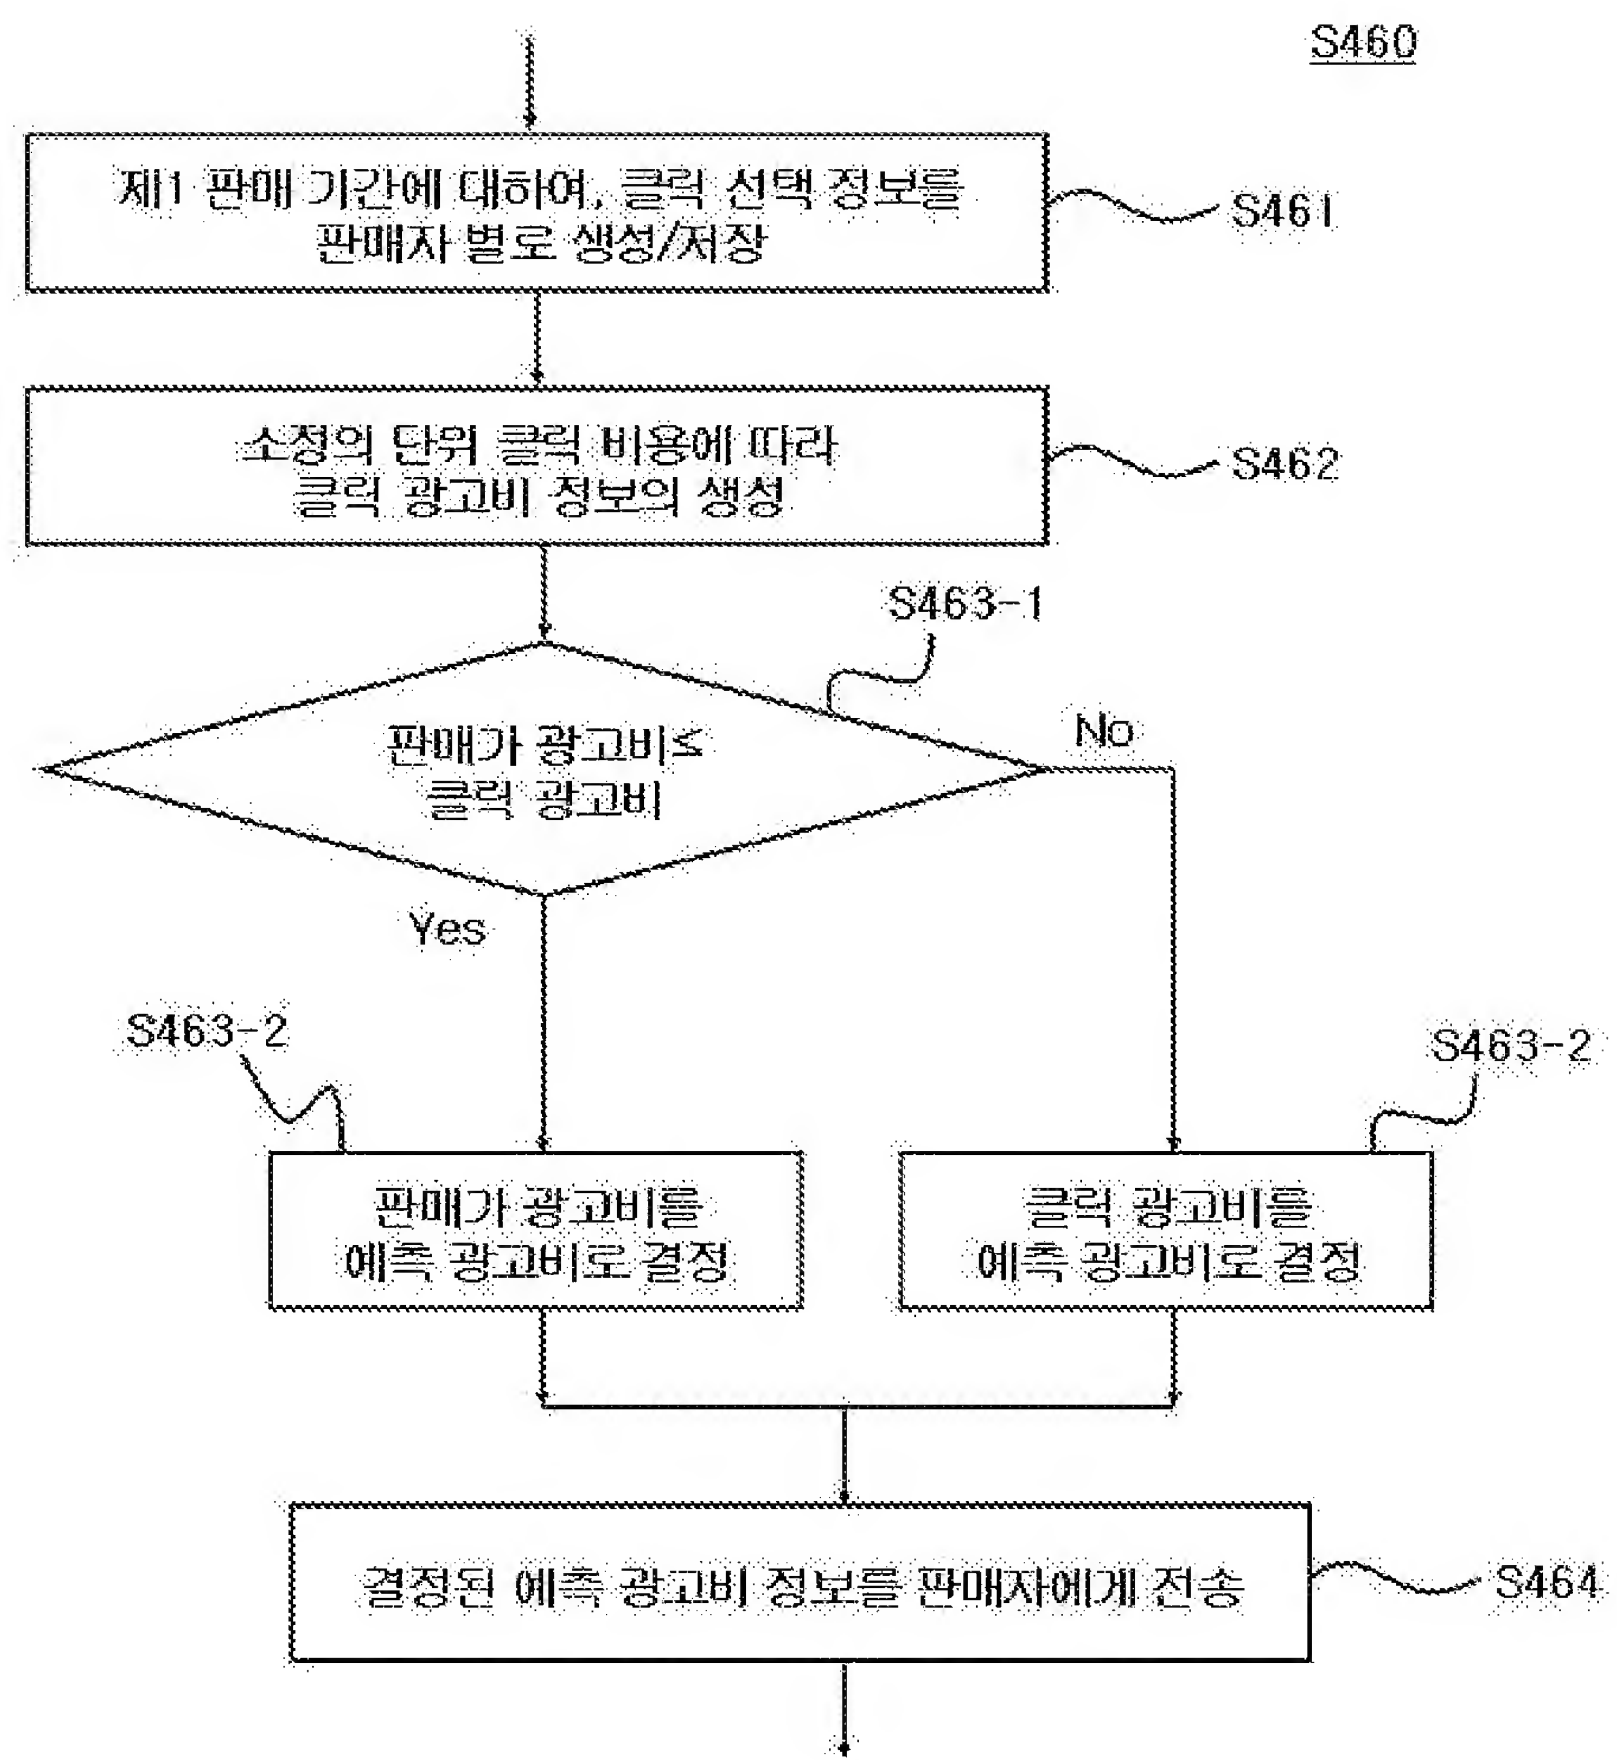 S460
제1 판매 기간에 대하여, 클릭 선택 정보를
판매자 별로 생성/저장
S461
소정의 단위 클릭 비용에 따라
클릭 광고비 정보의 생성
S462
S463-1
판매가 광고비≤
클릭 광고비
No
Yes
S463-2
S463-2
판매가 광고비를
예측 광고비로 결정
클릭 광고비를
예측 광고비로 결정
결정된 예측 광고비 정보를 판매자에게 전송
S464